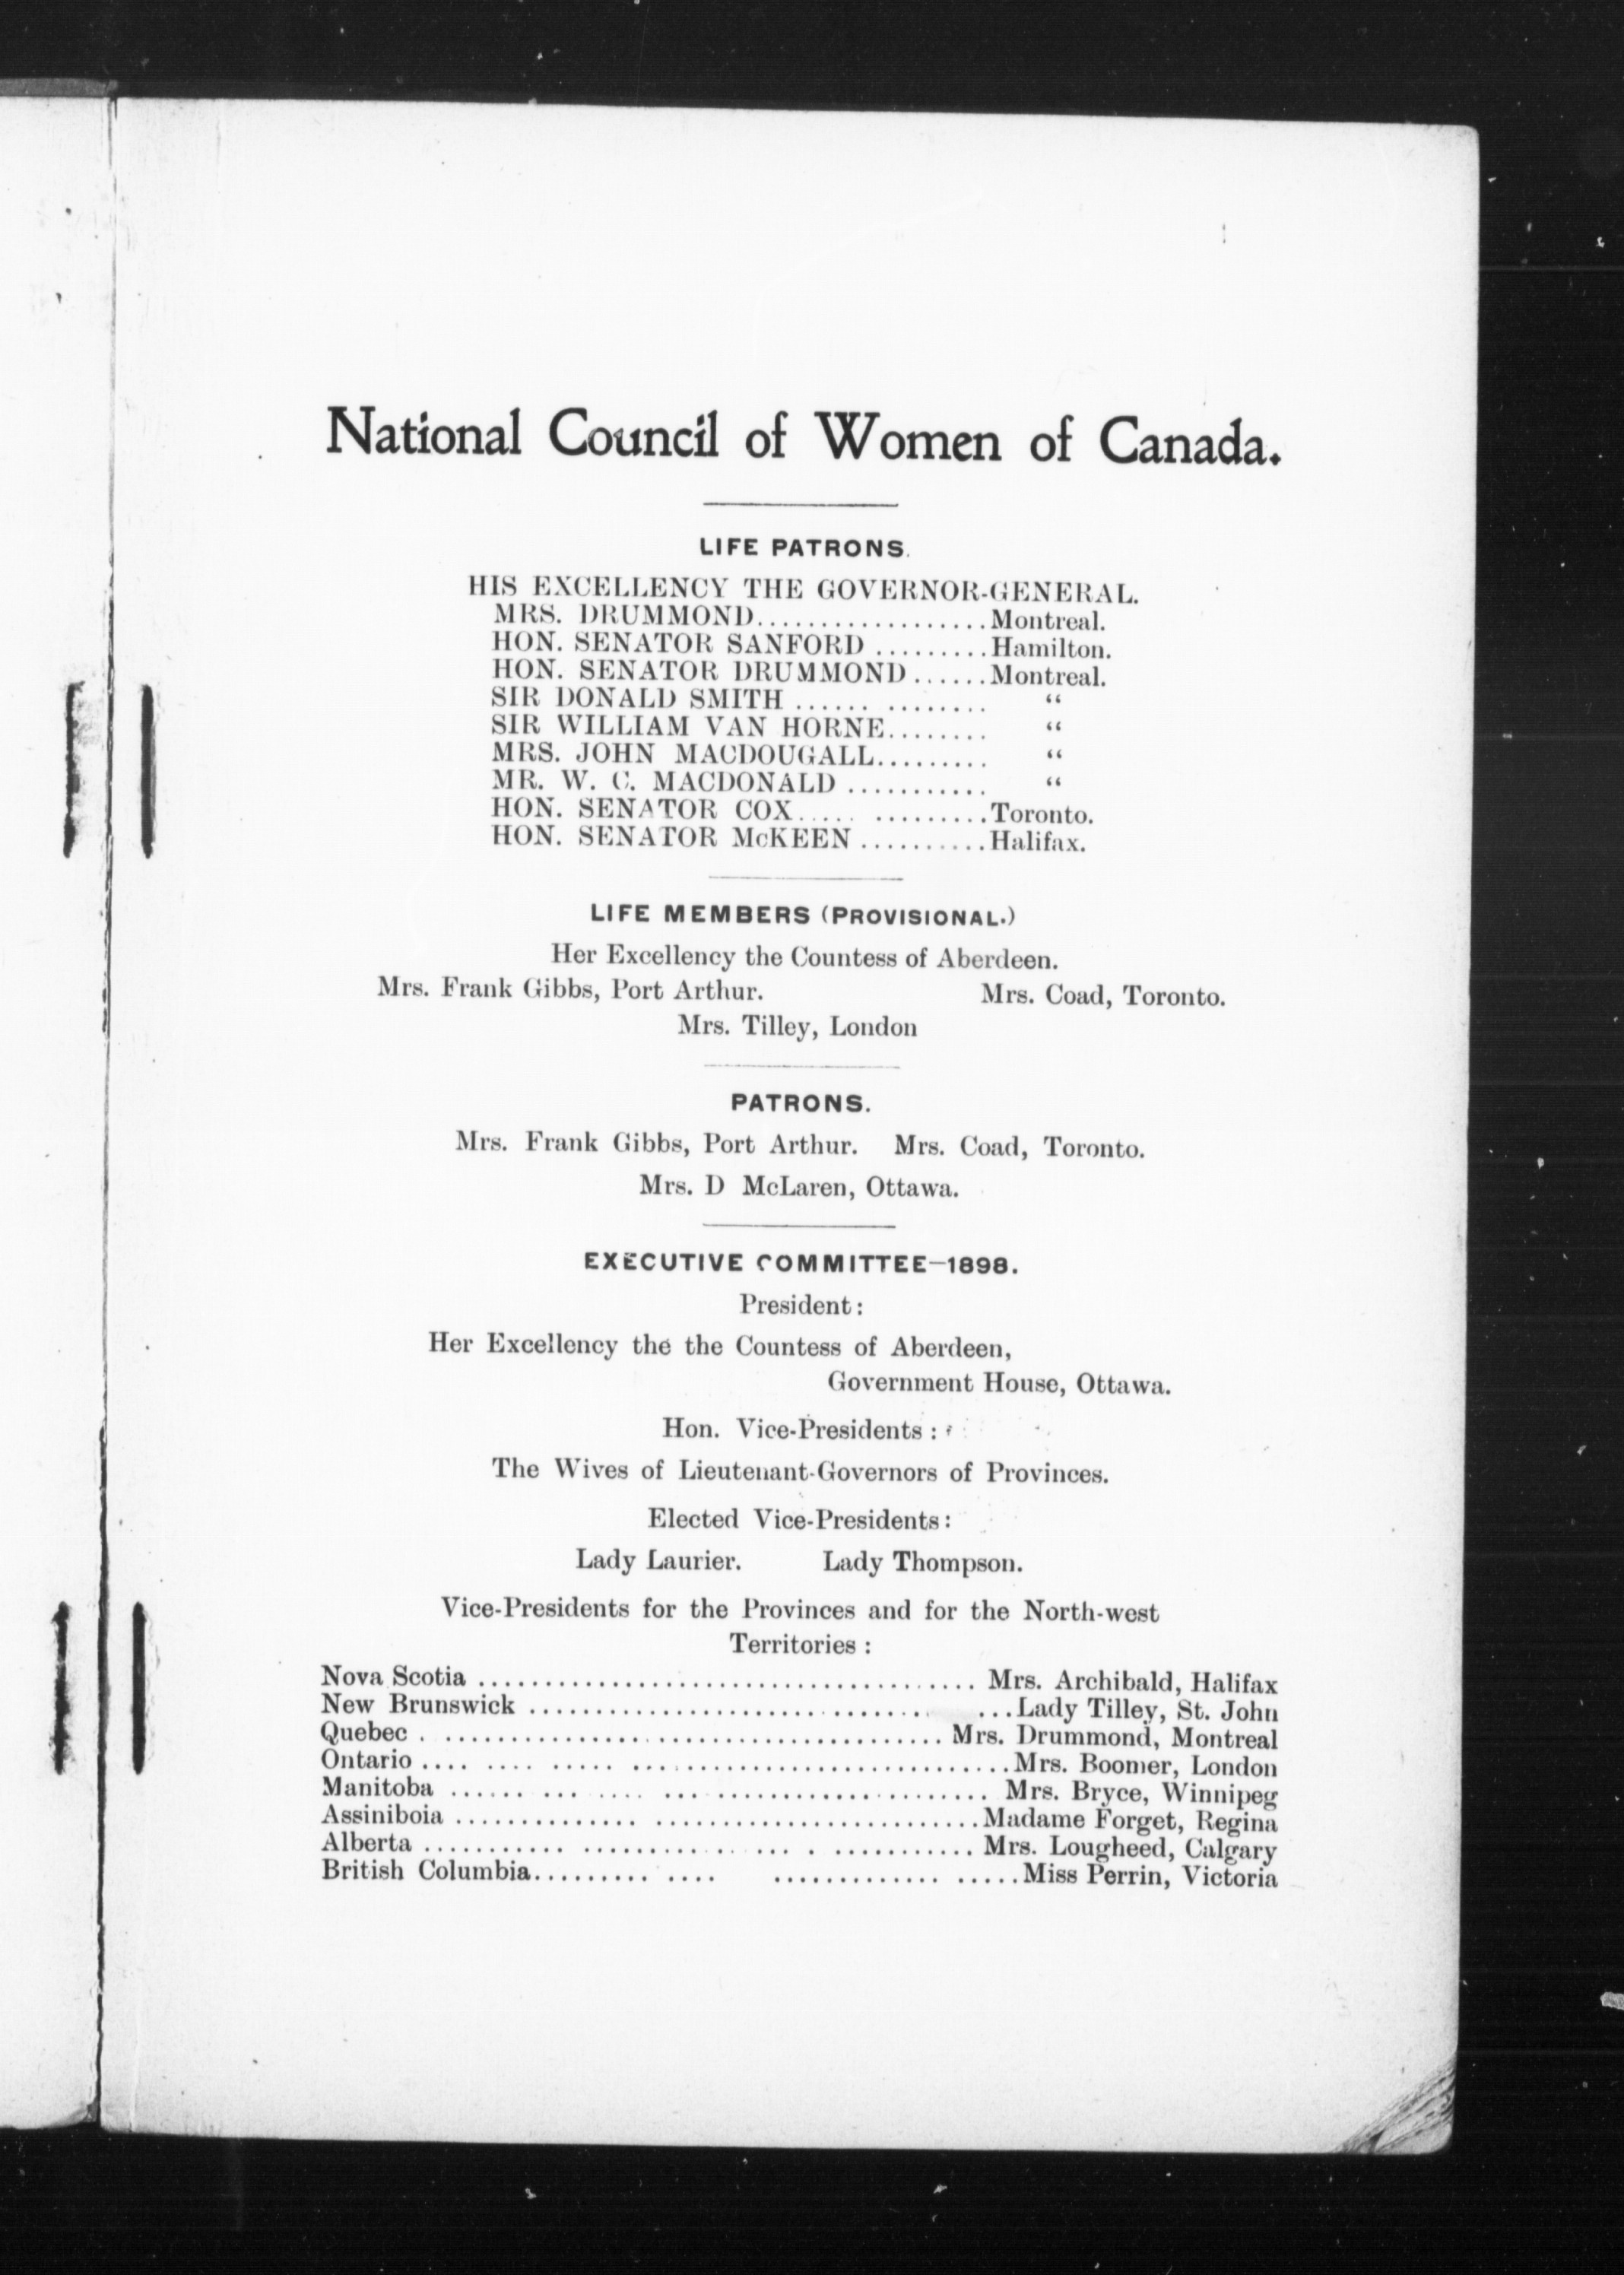 National Council of Women of Canada.
LIFE PATRONS.
HIS EXCELLENCY THE GOVERNOR-GENERAL.
MRS. DRUMMOND..................Montreal.
HON. SENATOR SANFORD .........Hamilton.
HON. SENATOR DRUMMOND......Montreal.
SIR DONALD SMITH ...... ........ "
SIR WILLIAM VAN HORNE........ "
MRS. JOHN MACDOUGALL......... "
MR. W. C. MACDONALD ........... "
HON. SENATOR COX..... .........Toronto.
HON. SENATOR McKEEN ..........Halifax.
LIFE MEMBERS (PROVISIONAL.)
Her Excellency the Countess of Aberdeen.
Mrs. Frank Gibbs, Port Arthur. Mrs. Coad, Toronto.
Mrs. Tilley, London
PATRONS.
Mrs. Frank Gibbs, Port Arthur. Mrs. Coad, Toronto.
Mrs. D McLaren, Ottawa.
EXECUTIVE COMMITTEE—1898.
President:
Her Excellency the the Countess of Aberdeen,
Government House, Ottawa.
Hon. Vice-Presidents:
The Wives of Lieutenant-Governors of Provinces.
Elected Vice-Presidents:
Lady Laurier. Lady Thompson.
Vice-Presidents for the Provinces and for the North-west
Territories:
Nova Scotia ..................................... Mrs. Archibald, Halifax
New Brunswick .............................. ...Lady Tilley, St. John
Quebec . ..................................... Mrs. Drummond, Montreal
Ontario .... .... ..... .............................Mrs. Boomer, London
Manitoba ...... ... .... ... ..................... Mrs. Bryce, Winnipeg
Assiniboia .............. .........................Madame Forget, Regina
Alberta ........... ............ ... . ........... Mrs. Lougheed, Calgary
British Columbia......... .... ............. .....Miss Perrin, Victoria